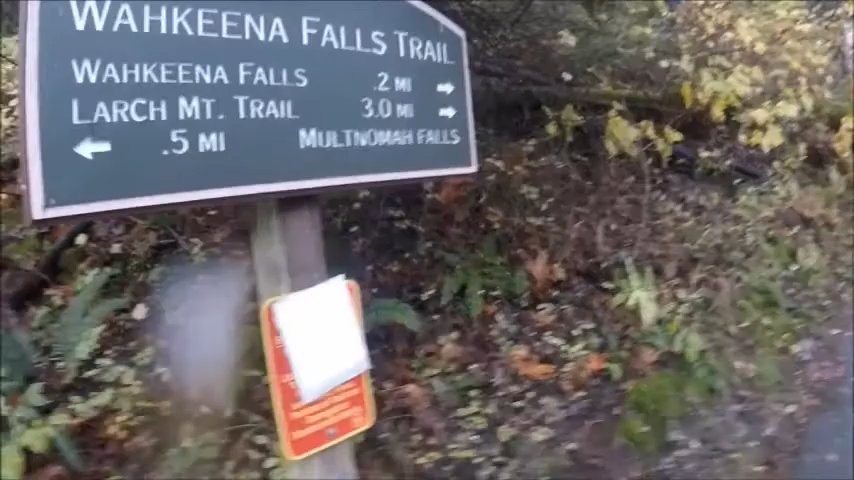 WAHKEENA FALLS TRAIL
WAHKEENA FALLS .2 MI →
LARCH MT. TRAIL 3.0 MI →
← .5 MI MULTNOMAH FALLS